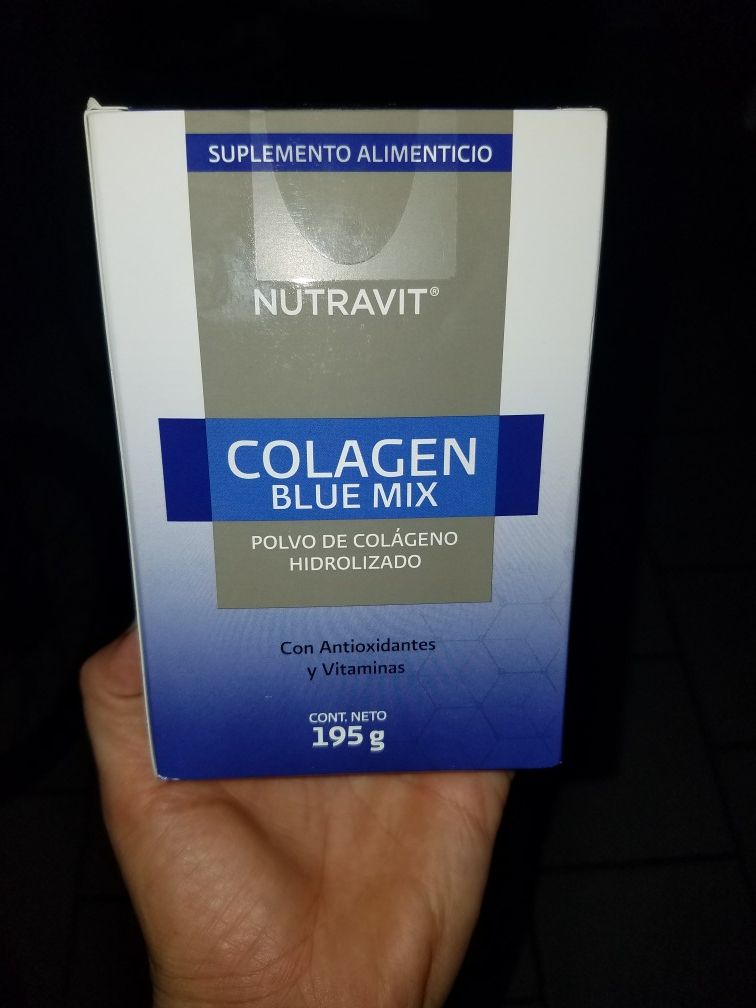 SUPLEMENTO ALIMENTICIO
NUTRAVIT®
COLAGEN
BLUE MIX
POLVO DE COLÁGENO
HIDROLIZADO
Con Antioxidantes
y Vitaminas
CONT. NETO
195 g